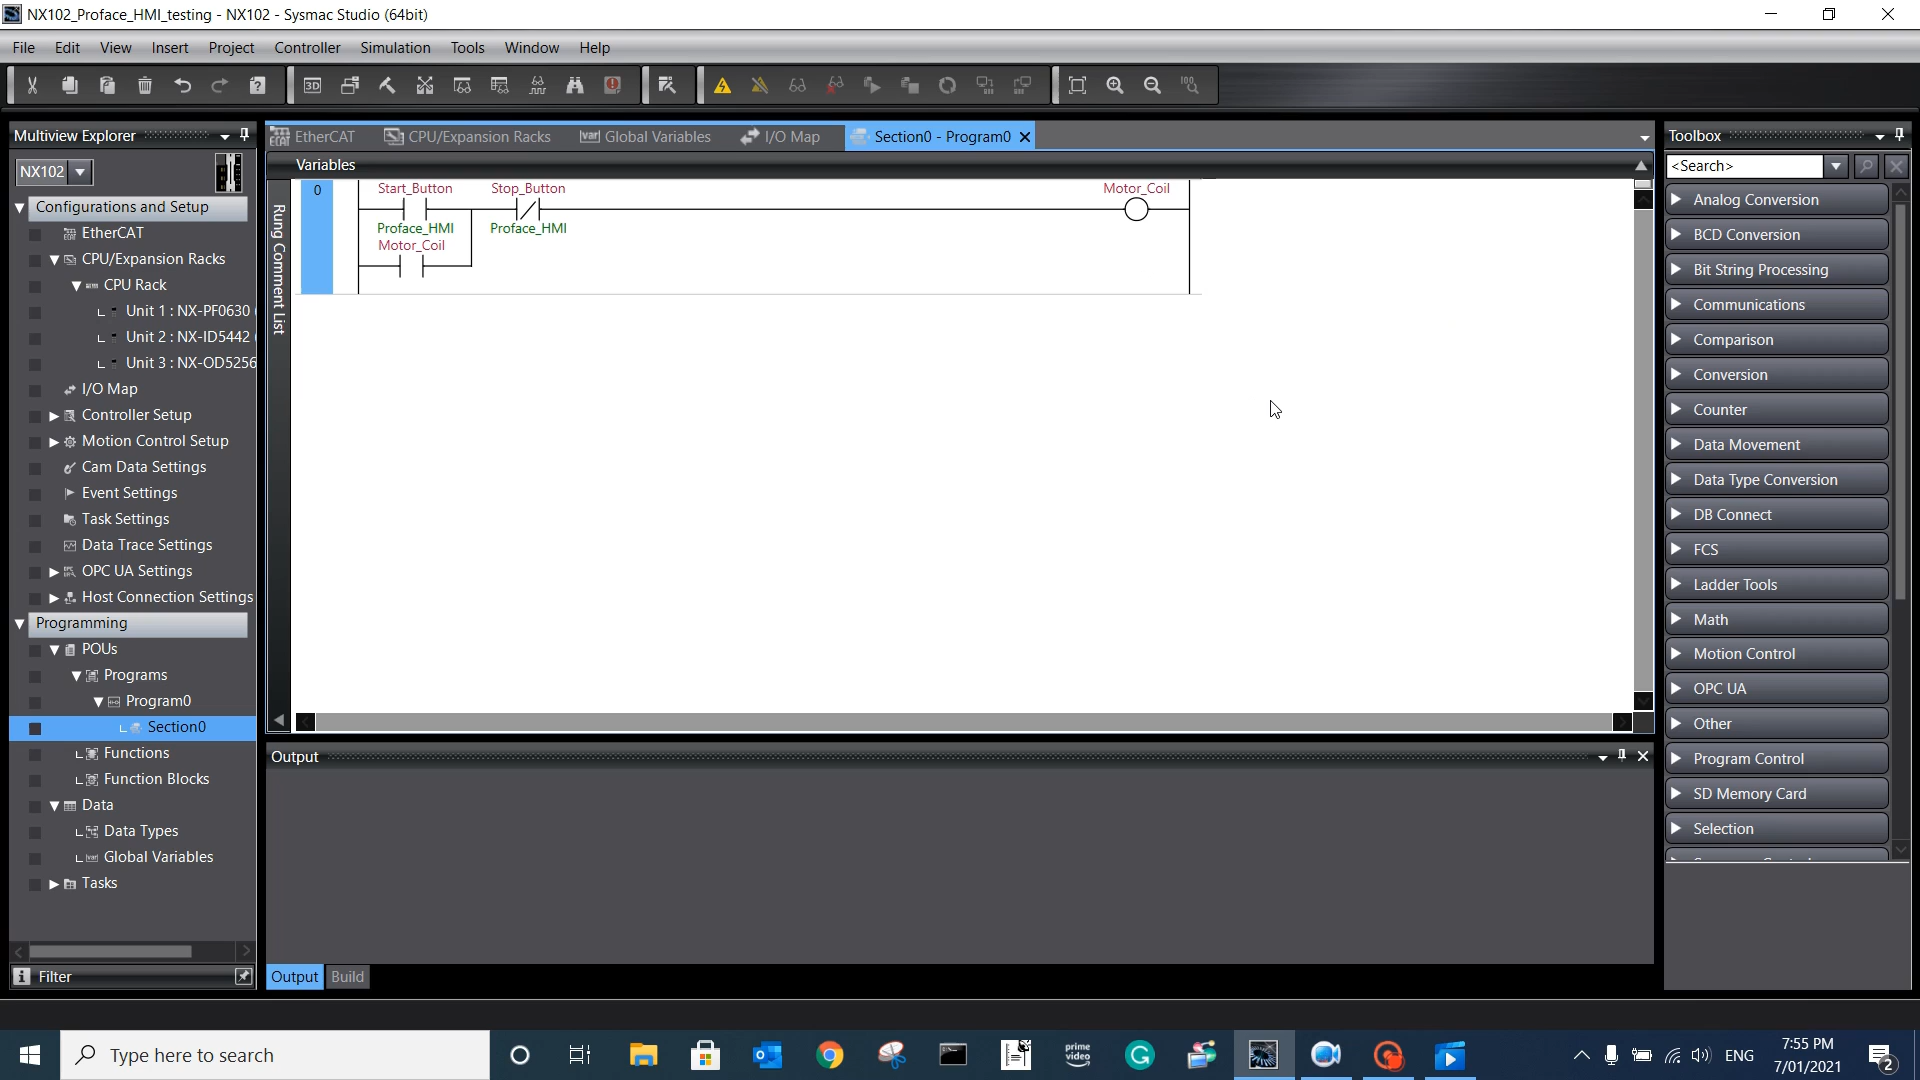 NX102_Proface_HMI_testing - NX102 - Sysmac Studio (64bit)
File Edit View Insert Project Controller Simulation Tools Window Help
Multiview Explorer
NX102
Configurations and Setup
EtherCAT
CPU/Expansion Racks
CPU Rack
Unit 1 : NX-PF0630
Unit 2 : NX-ID5442
Unit 3 : NX-OD5256
I/O Map
Controller Setup
Motion Control Setup
Cam Data Settings
Event Settings
Task Settings
Data Trace Settings
OPC UA Settings
Host Connection Settings
Programming
POUs
Programs
Program0
Section0
Functions
Function Blocks
Data
Data Types
Global Variables
Tasks
Filter
EtherCAT CPU/Expansion Racks Global Variables I/O Map Section0 - Program0
Variables
Rung Comment List
0 Start_Button Stop_Button Motor_Coil
Proface_HMI Proface_HMI
Motor_Coil
Output
Output Build
Toolbox
<Search>
Analog Conversion
BCD Conversion
Bit String Processing
Communications
Comparison
Conversion
Counter
Data Movement
Data Type Conversion
DB Connect
FCS
Ladder Tools
Math
Motion Control
OPC UA
Other
Program Control
SD Memory Card
Selection
Type here to search
prime
video
ENG
7:55 PM
7/01/2021
2